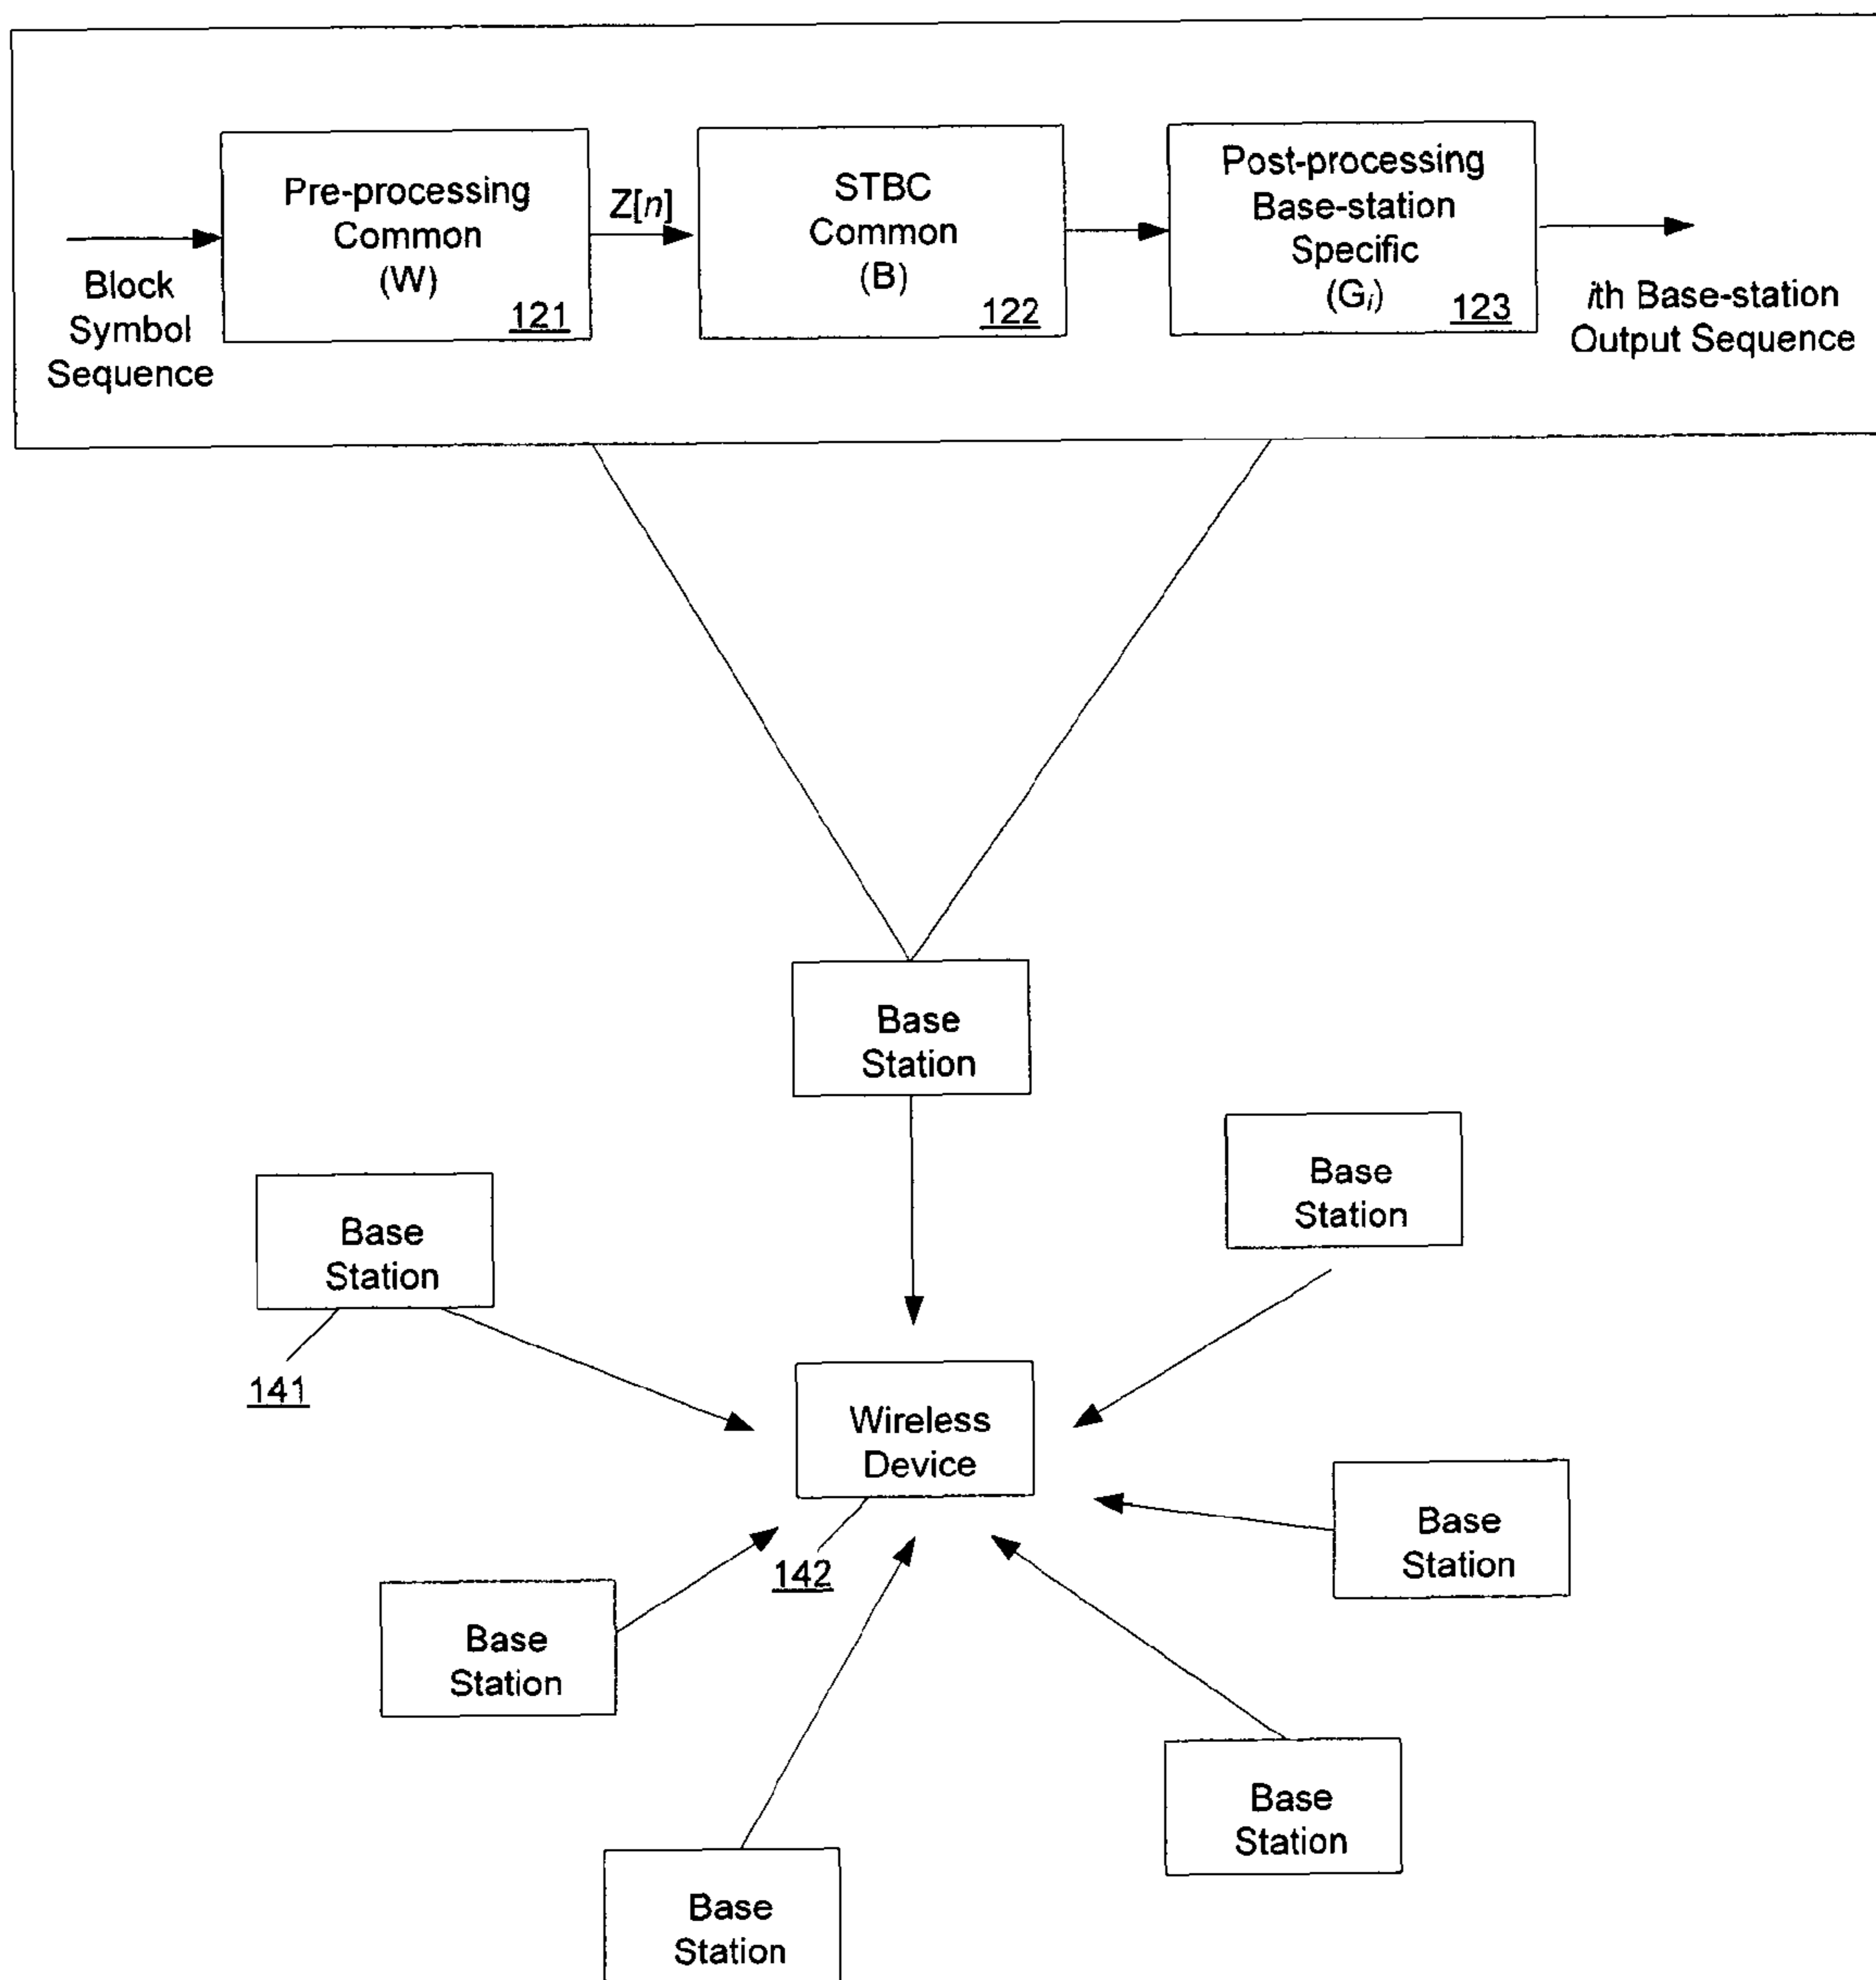 Pre-processing
Common
(W)
121
Z[n]
STBC
Common
(B)
122
Post-processing
Base-station
Specific
(Gi)
123
Block
Symbol
Sequence
ith Base-station
Output Sequence
Base
Station
Base
Station
Base
Station
141
Wireless
Device
142
Base
Station
Base
Station
Base
Station
Base
Station